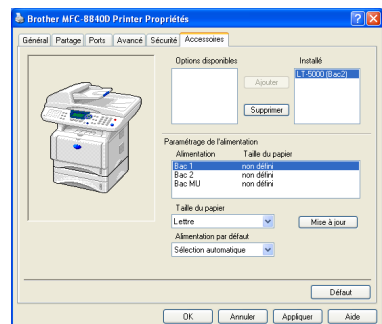 Brother MFC-8840D Printer Propriétés
Général Partage Ports Avancé Sécurité Accessoires
Options disponibles Installé
LT-5000 (Bac2)
Ajouter
Supprimer
Paramétrage de l'alimentation
Alimentation Taille du papier
Bac 1 non défini
Bac 2 non défini
Bac MU non défini
Taille du papier
Lettre Mise à jour
Alimentation par défaut
Sélection automatique
Défaut
OK Annuler Appliquer Aide